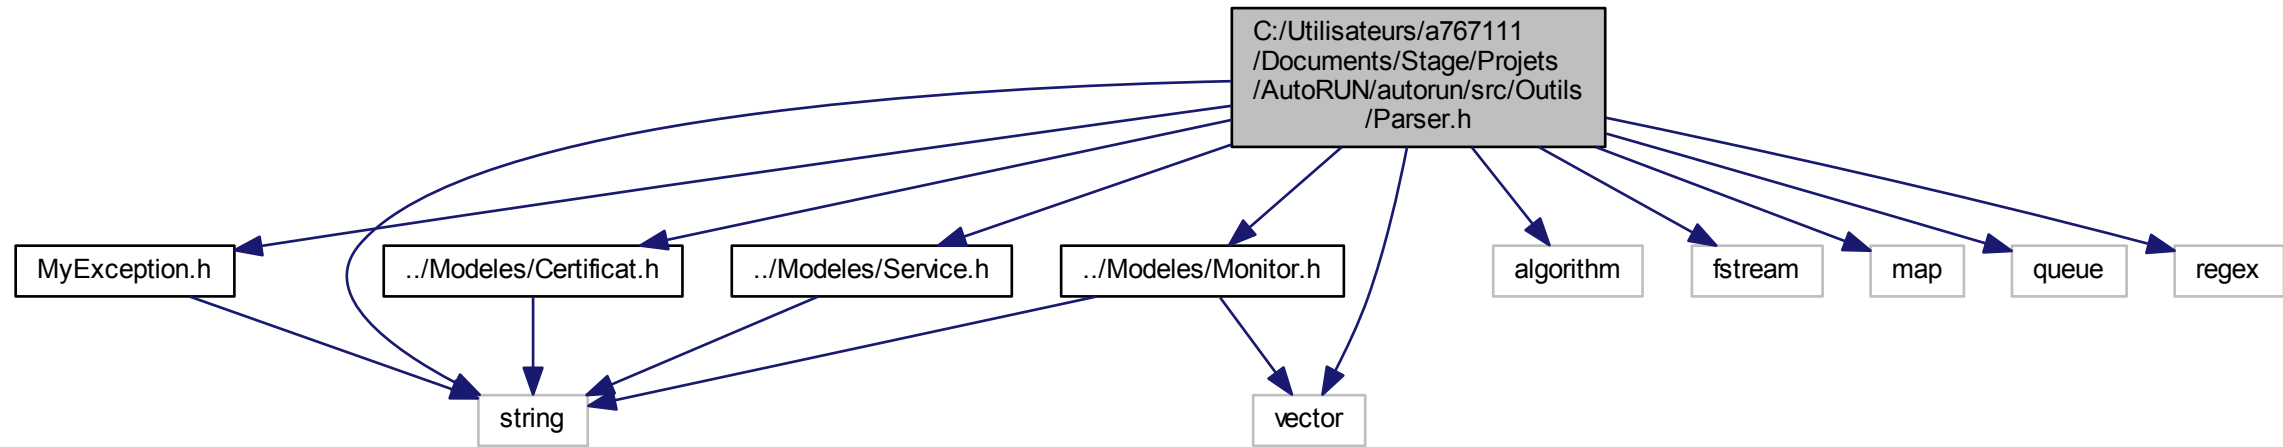 C:/Utilisateurs/a767111
/Documents/Stage/Projets
/AutoRUN/autorun/src/Outils
/Parser.h
MyException.h
../Modeles/Certificat.h
../Modeles/Service.h
../Modeles/Monitor.h
algorithm
fstream
map
queue
regex
string
vector